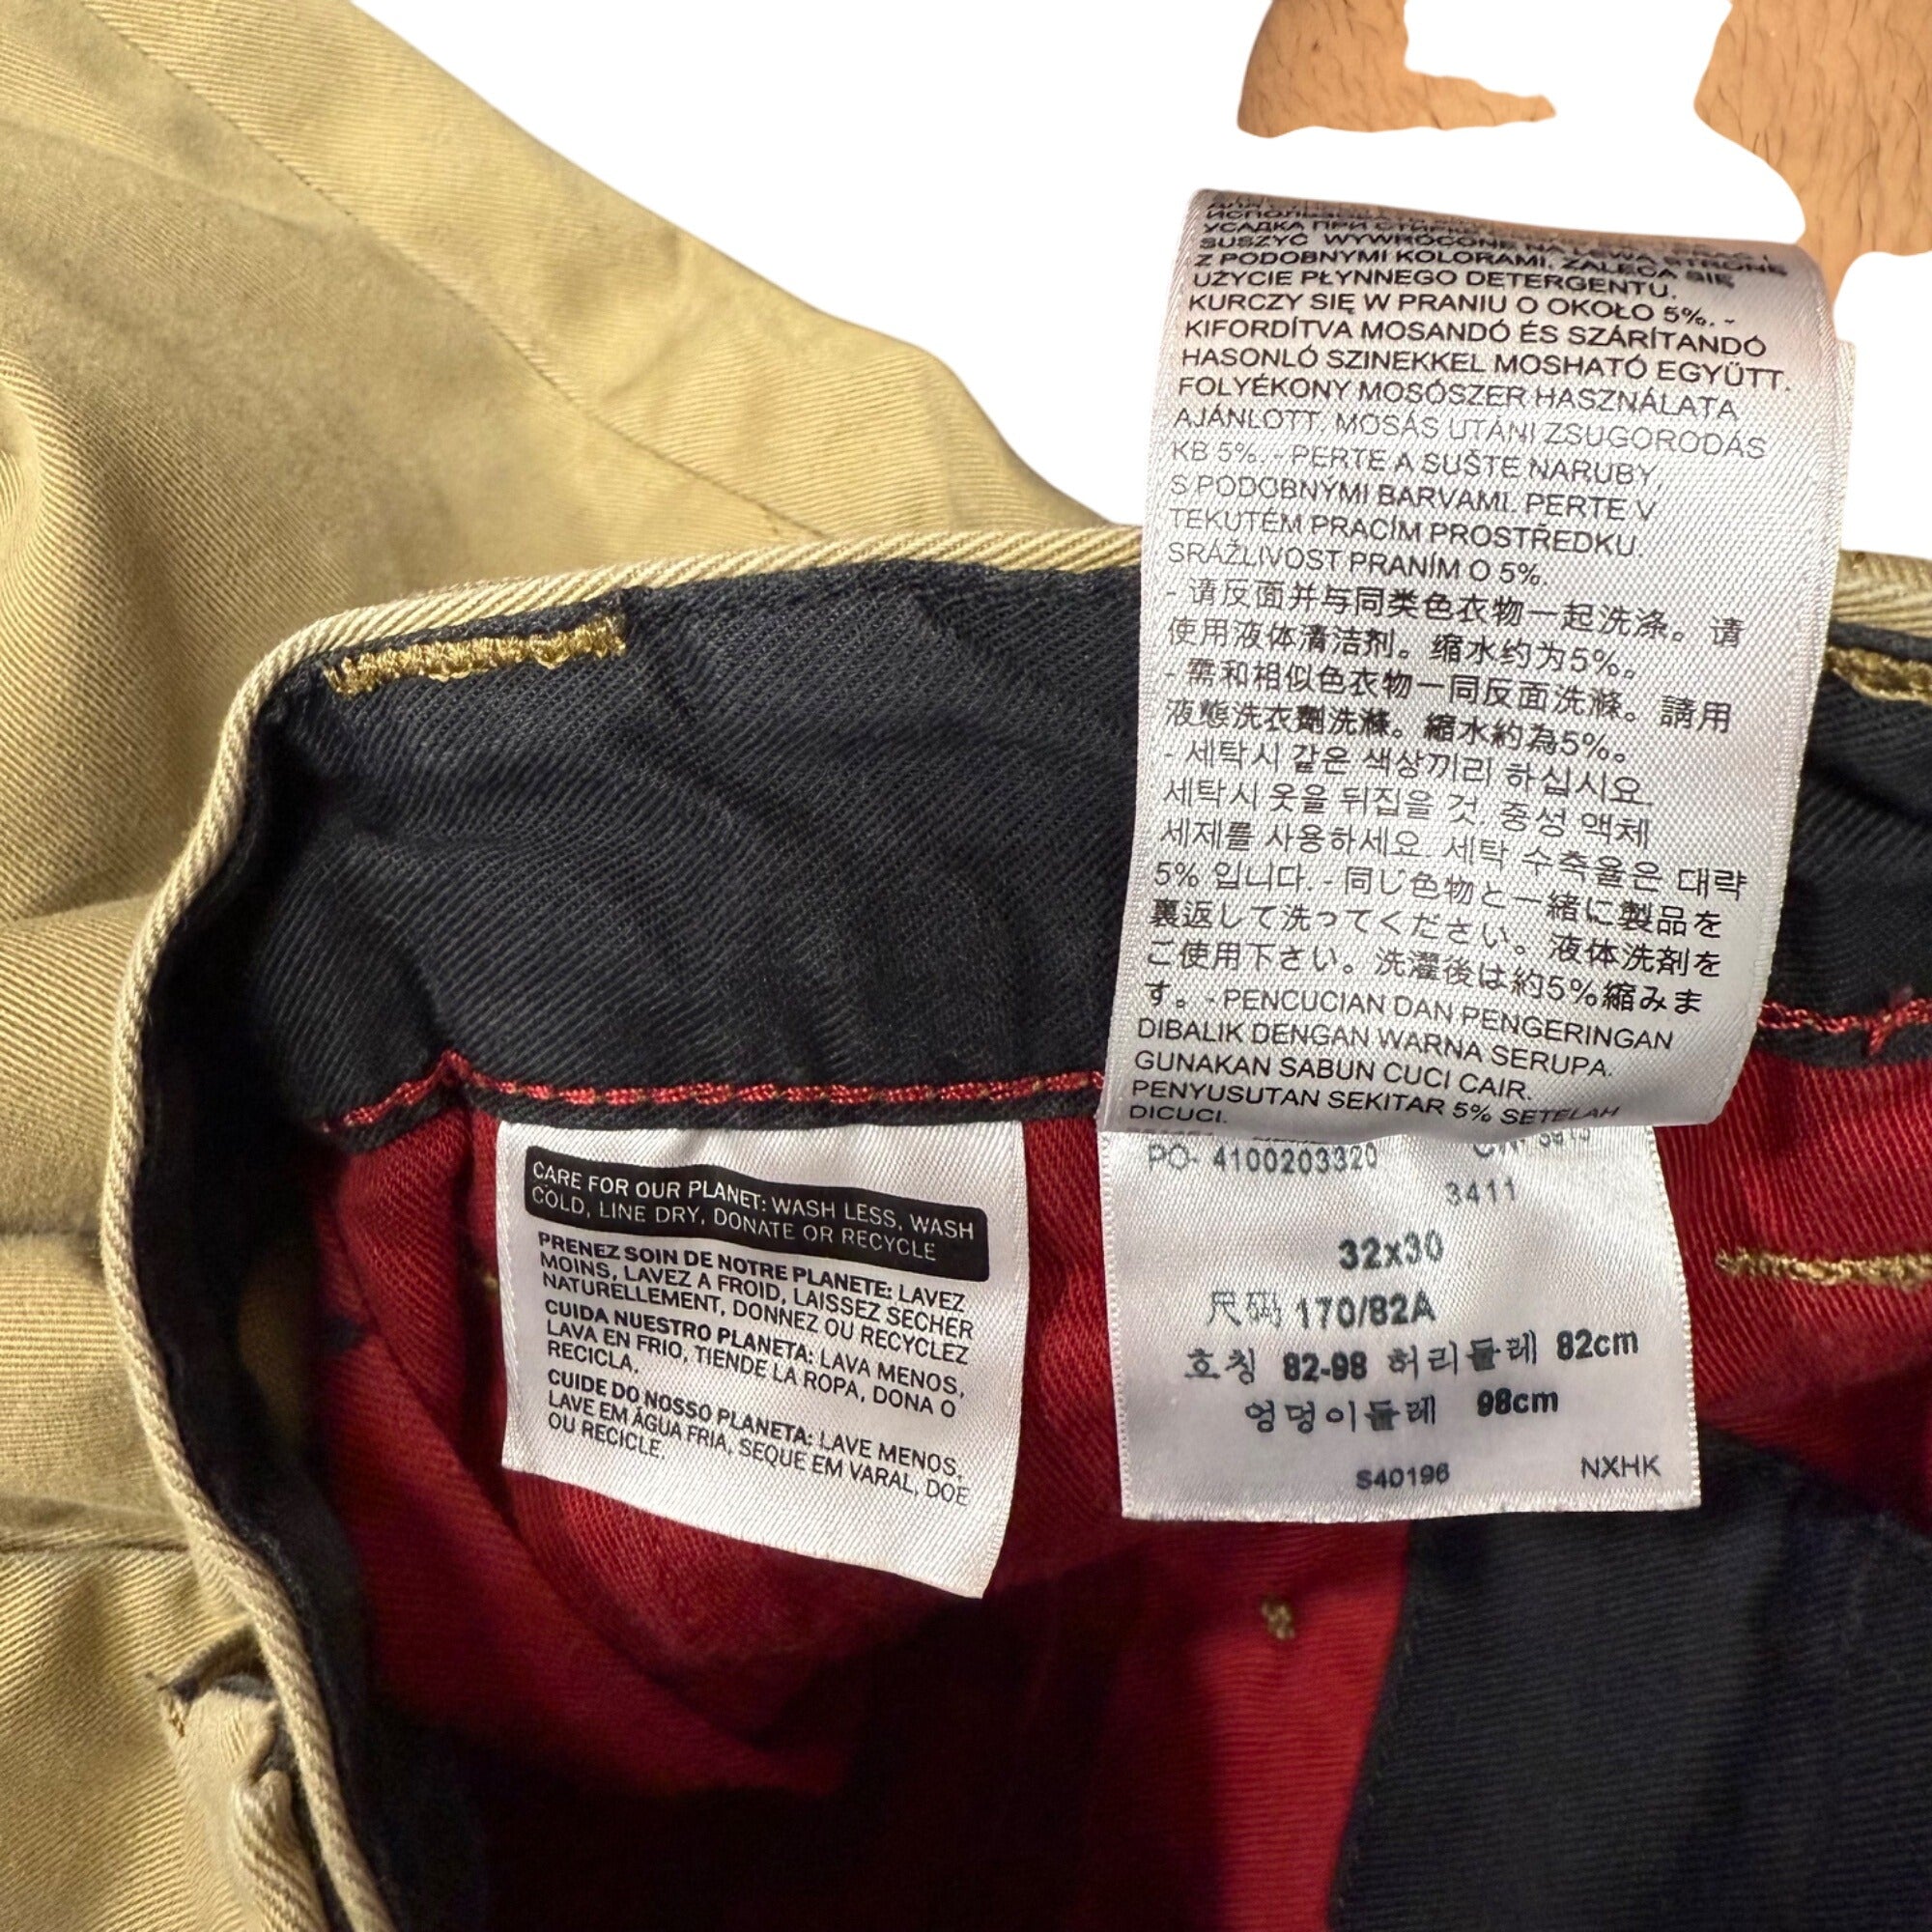 УСАДКА ПРИ СТИРКЕ
SUSZYĆ WYWRÓCONE NA LEWĄ STRONĘ
Z PODOBNYMI KOLORAMI. ZALECA SIĘ
UŻYCIE PŁYNNEGO DETERGENTU.
KURCZY SIĘ W PRANIU O OKOŁO 5%. -
KIFORDÍTVA MOSANDÓ ÉS SZÁRÍTANDÓ
HASONLÓ SZINEKKEL MOSHATÓ EGYÜTT.
FOLYÉKONY MOSÓSZER HASZNÁLATA
AJÁNLOTT. MOSÁS UTÁNI ZSUGORODÁS
KB 5%. - PERTE A SUŠTE NARUBY
S PODOBNYMI BARVAMI. PERTE V
TEKUTÉM PRACÍM PROSTŘEDKU.
SRÁŽLIVOST PRANÍM O 5%.
- 请反面并与同类色衣物一起洗涤。请
使用液体清洁剂。缩水约为5%。
- 需和相似色衣物一同反面洗滌。請用
液態洗衣劑洗滌。縮水約為5%。
- 세탁시 같은 색상끼리 하십시요.
세탁시 옷을 뒤집을 것. 중성 액체
세제를 사용하세요. 세탁 수축율은 대략
5% 입니다. - 同じ色物と一緒に製品を
裏返して洗ってください。液体洗剤を
ご使用下さい。洗濯後は約5%縮みま
す。 - PENCUCIAN DAN PENGERINGAN
DIBALIK DENGAN WARNA SERUPA.
GUNAKAN SABUN CUCI CAIR.
PENYUSUTAN SEKITAR 5% SETELAH
DICUCI.
PO- 4100203320
3411
32x30
尺码 170/82A
호칭 82-98 허리둘레 82cm
엉덩이둘레 98cm
S40196 NXHK
CARE FOR OUR PLANET: WASH LESS, WASH
COLD, LINE DRY, DONATE OR RECYCLE
PRENEZ SOIN DE NOTRE PLANETE: LAVEZ
MOINS, LAVEZ A FROID, LAISSEZ SECHER
NATURELLEMENT, DONNEZ OU RECYCLEZ
CUIDA NUESTRO PLANETA: LAVA MENOS,
LAVA EN FRIO, TIENDE LA ROPA, DONA O
RECICLA.
CUIDE DO NOSSO PLANETA: LAVE MENOS,
LAVE EM ÁGUA FRIA, SEQUE EM VARAL, DOE
OU RECICLE.